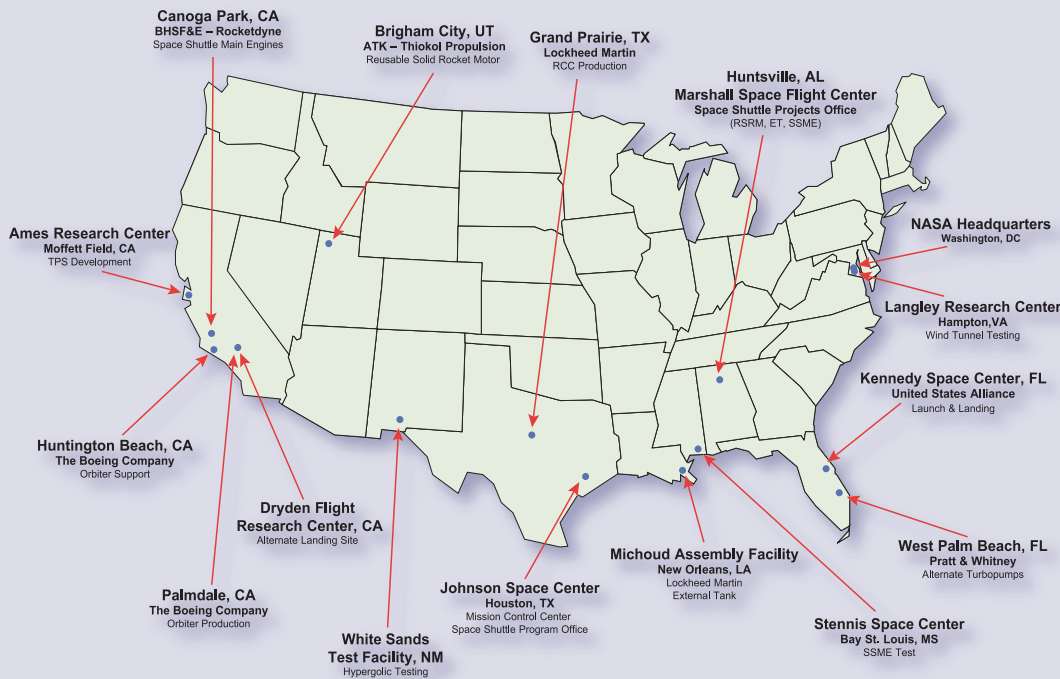 Canoga Park, CA
BHSF&E – Rocketdyne
Space Shuttle Main Engines
Brigham City, UT
ATK – Thiokol Propulsion
Reusable Solid Rocket Motor
Grand Prairie, TX
Lockheed Martin
RCC Production
Huntsville, AL
Marshall Space Flight Center
Space Shuttle Projects Office
(RSRM, ET, SSME)
Ames Research Center
Moffett Field, CA
TPS Development
NASA Headquarters
Washington, DC
Langley Research Center
Hampton,VA
Wind Tunnel Testing
Kennedy Space Center, FL
United States Alliance
Launch & Landing
Huntington Beach, CA
The Boeing Company
Orbiter Support
Dryden Flight
Research Center, CA
Alternate Landing Site
West Palm Beach, FL
Pratt & Whitney
Alternate Turbopumps
Michoud Assembly Facility
New Orleans, LA
Lockheed Martin
External Tank
Palmdale, CA
The Boeing Company
Orbiter Production
Johnson Space Center
Houston, TX
Mission Control Center
Space Shuttle Program Office
Stennis Space Center
Bay St. Louis, MS
SSME Test
White Sands
Test Facility, NM
Hypergolic Testing